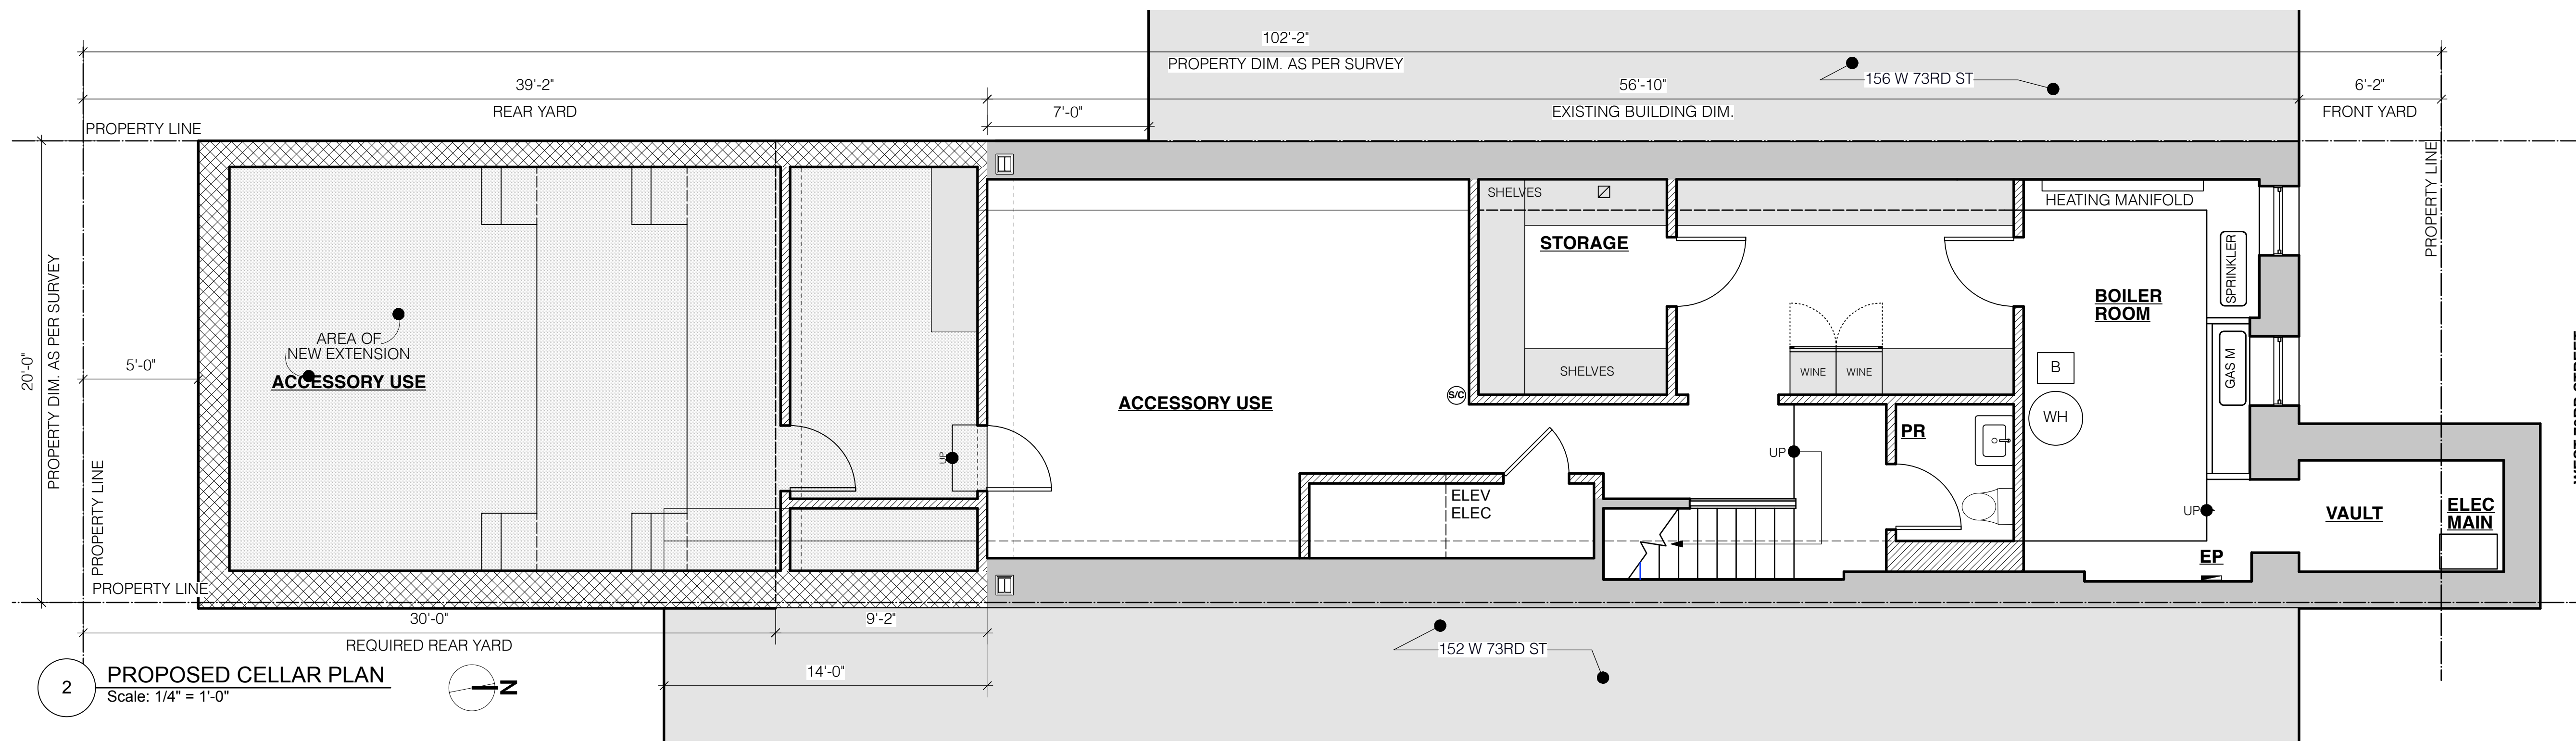 102'-2"
PROPERTY DIM. AS PER SURVEY
156 W 73RD ST
39'-2"
REAR YARD
7'-0"
56'-10"
EXISTING BUILDING DIM.
6'-2"
FRONT YARD
PROPERTY LINE
PROPERTY LINE
20'-0"
PROPERTY DIM. AS PER SURVEY
5'-0"
PROPERTY LINE
PROPERTY LINE
AREA OF
NEW EXTENSION
ACCESSORY USE
UP
ACCESSORY USE
S/C
SHELVES
STORAGE
SHELVES
WINE
WINE
HEATING MANIFOLD
SPRINKLER
BOILER
ROOM
GAS M
B
WH
PR
UP
ELEV
ELEC
UP
EP
VAULT
ELEC
MAIN
30'-0"
REQUIRED REAR YARD
9'-2"
14'-0"
152 W 73RD ST
2
PROPOSED CELLAR PLAN
Scale: 1/4" = 1'-0"
N